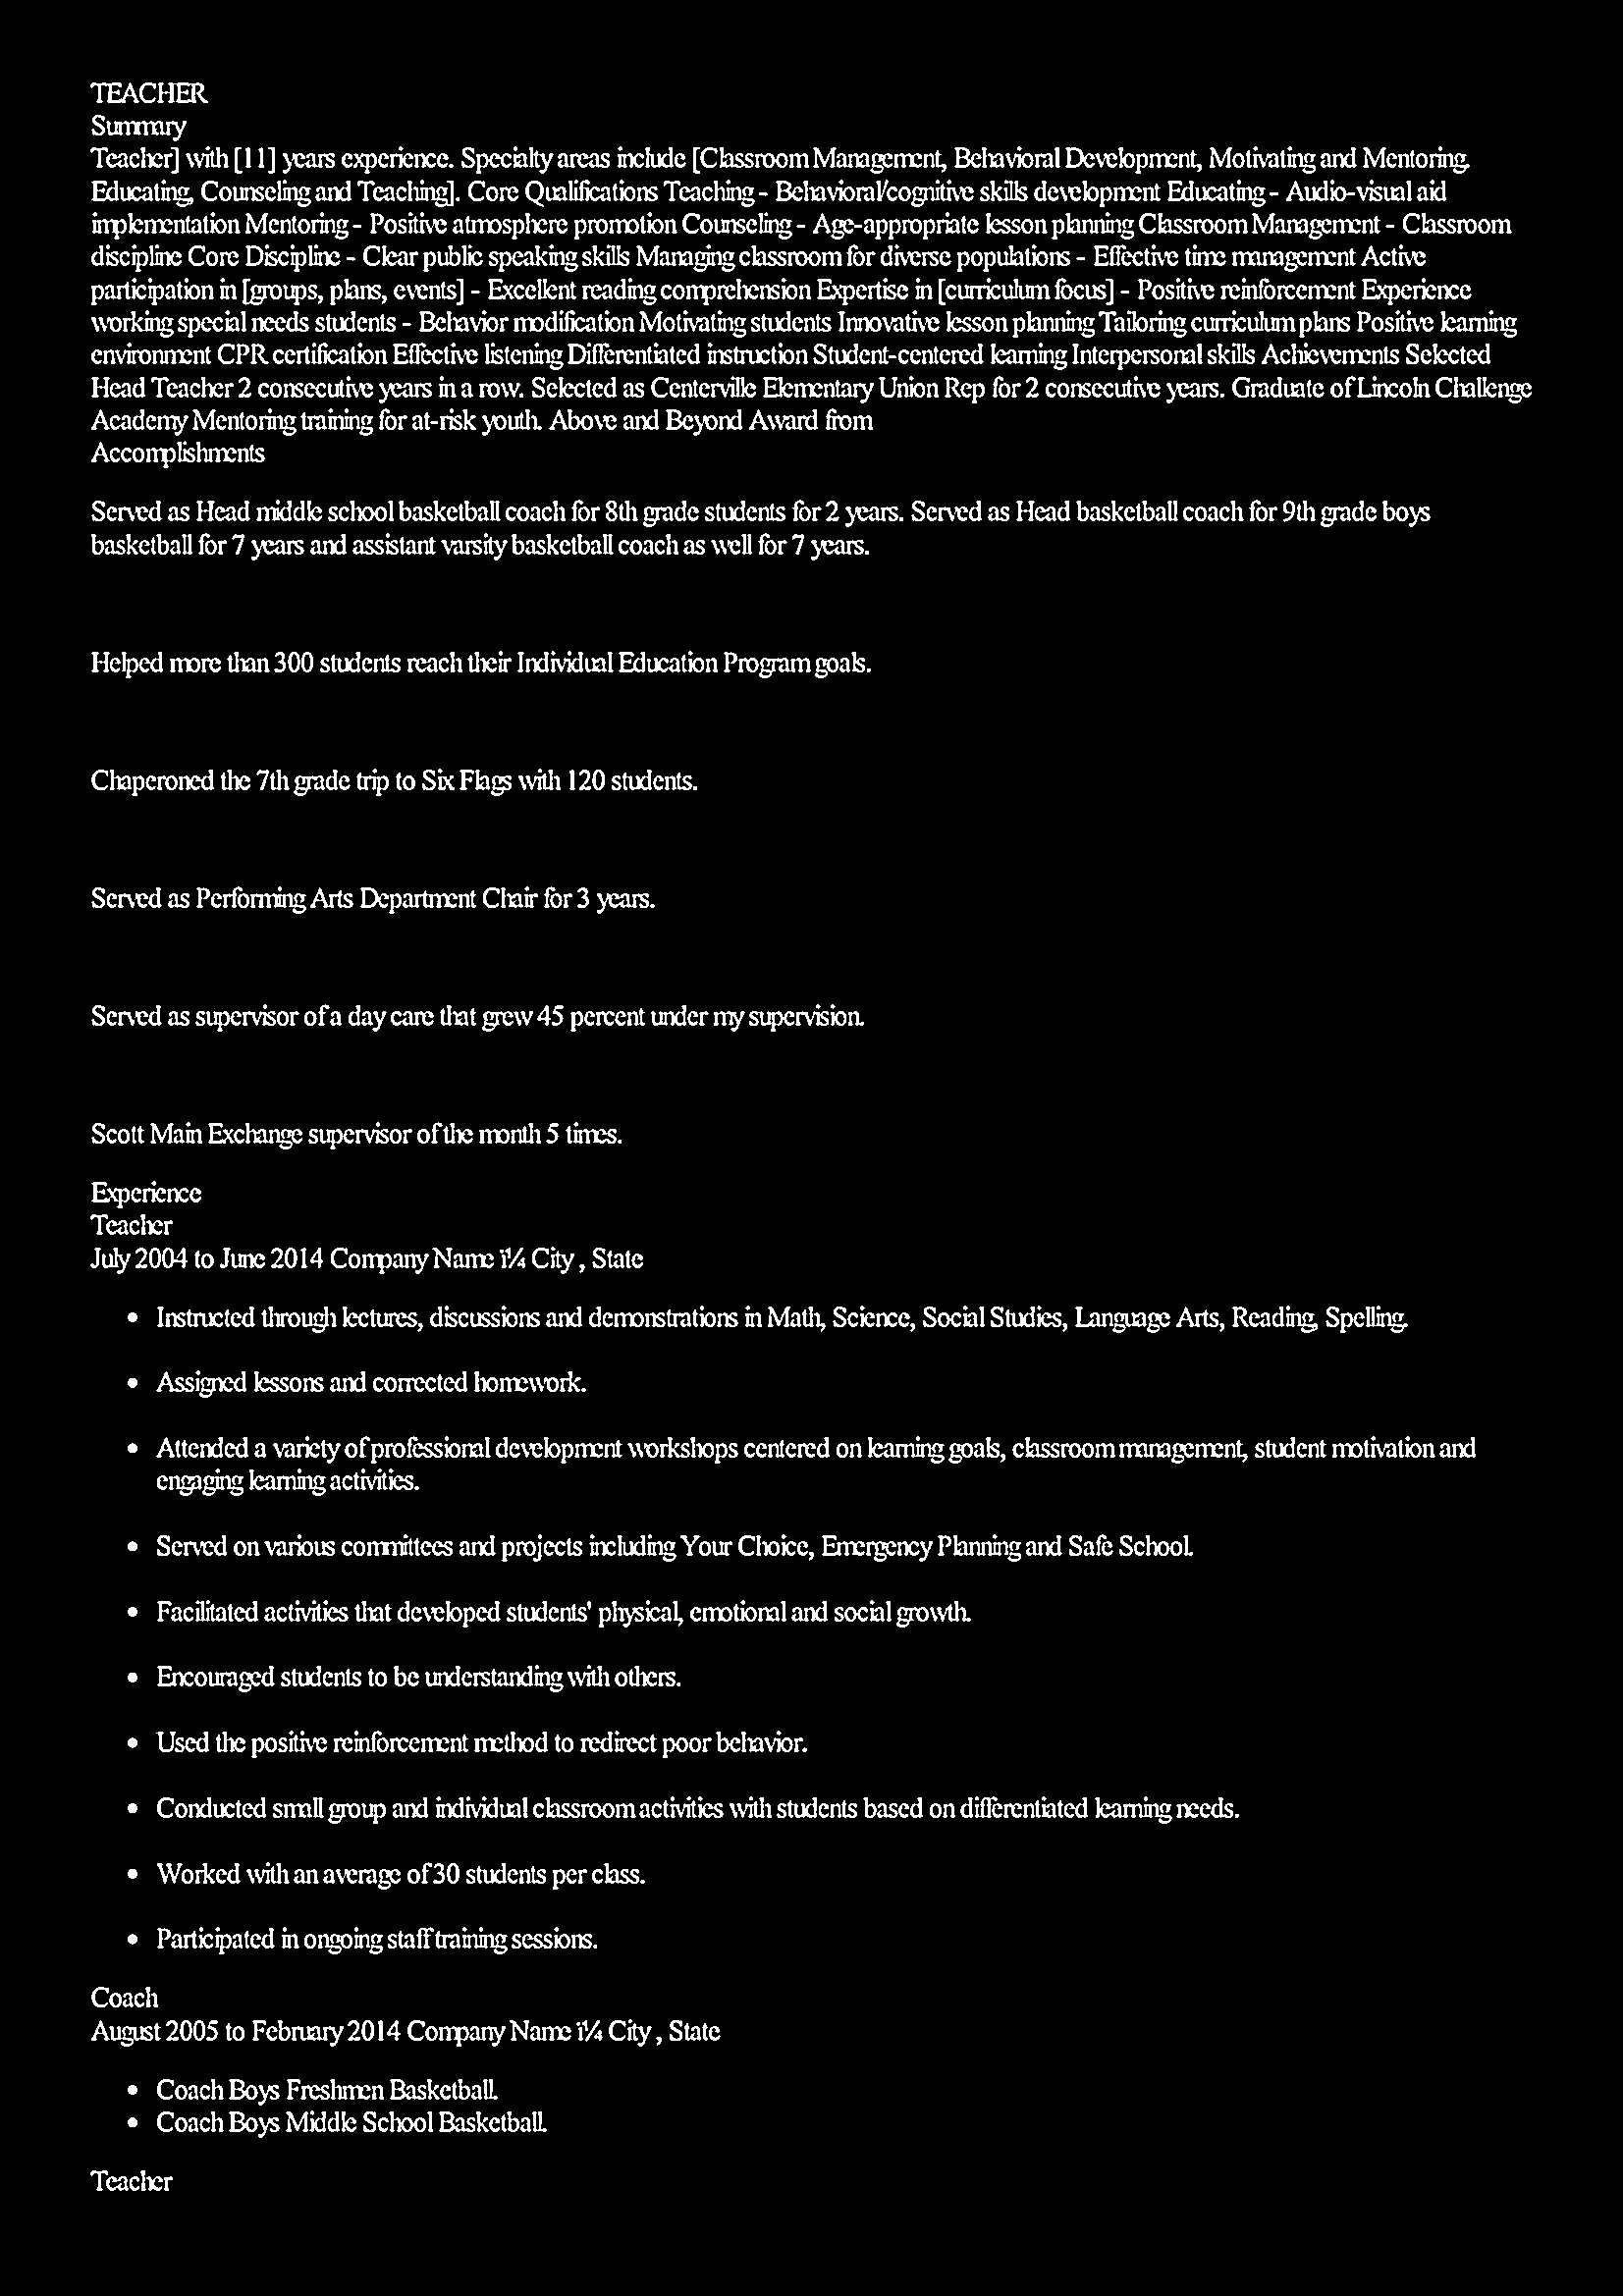 TEACHER
Summary
Teacher] with [11] years experience. Specialty areas include [Classroom Management, Behavioral Development, Motivating and Mentoring,
Educating, Counseling and Teaching]. Core Qualifications Teaching - Behavioral/cognitive skills development Educating - Audio-visual aid
implementation Mentoring - Positive atmosphere promotion Counseling - Age-appropriate lesson planning Classroom Management - Classroom
discipline Core Discipline - Clear public speaking skills Managing classroom for diverse populations - Effective time management Active
participation in [groups, plans, events] - Excellent reading comprehension Expertise in [curriculum focus] - Positive reinforcement Experience
working special needs students - Behavior modification Motivating students Innovative lesson planning Tailoring curriculum plans Positive learning
environment CPR certification Effective listening Differentiated instruction Student-centered learning Interpersonal skills Achievements Selected
Head Teacher 2 consecutive years in a row. Selected as Centerville Elementary Union Rep for 2 consecutive years. Graduate of Lincoln Challenge
Academy Mentoring training for at-risk youth. Above and Beyond Award from
Accomplishments
Served as Head middle school basketball coach for 8th grade students for 2 years. Served as Head basketball coach for 9th grade boys
basketball for 7 years and assistant varsity basketball coach as well for 7 years.
Helped more than 300 students reach their Individual Education Program goals.
Chaperoned the 7th grade trip to Six Flags with 120 students.
Served as Performing Arts Department Chair for 3 years.
Served as supervisor of a day care that grew 45 percent under my supervision.
Scott Main Exchange supervisor of the month 5 times.
Experience
Teacher
July 2004 to June 2014 Company Name ï¼ City , State
• Instructed through lectures, discussions and demonstrations in Math, Science, Social Studies, Language Arts, Reading, Spelling.
• Assigned lessons and corrected homework.
• Attended a variety of professional development workshops centered on learning goals, classroom management, student motivation and
engaging learning activities.
• Served on various committees and projects including Your Choice, Emergency Planning and Safe School.
• Facilitated activities that developed students' physical, emotional and social growth.
• Encouraged students to be understanding with others.
• Used the positive reinforcement method to redirect poor behavior.
• Conducted small group and individual classroom activities with students based on differentiated learning needs.
• Worked with an average of 30 students per class.
• Participated in ongoing staff training sessions.
Coach
August 2005 to February 2014 Company Name ï¼ City , State
• Coach Boys Freshmen Basketball.
• Coach Boys Middle School Basketball.
Teacher